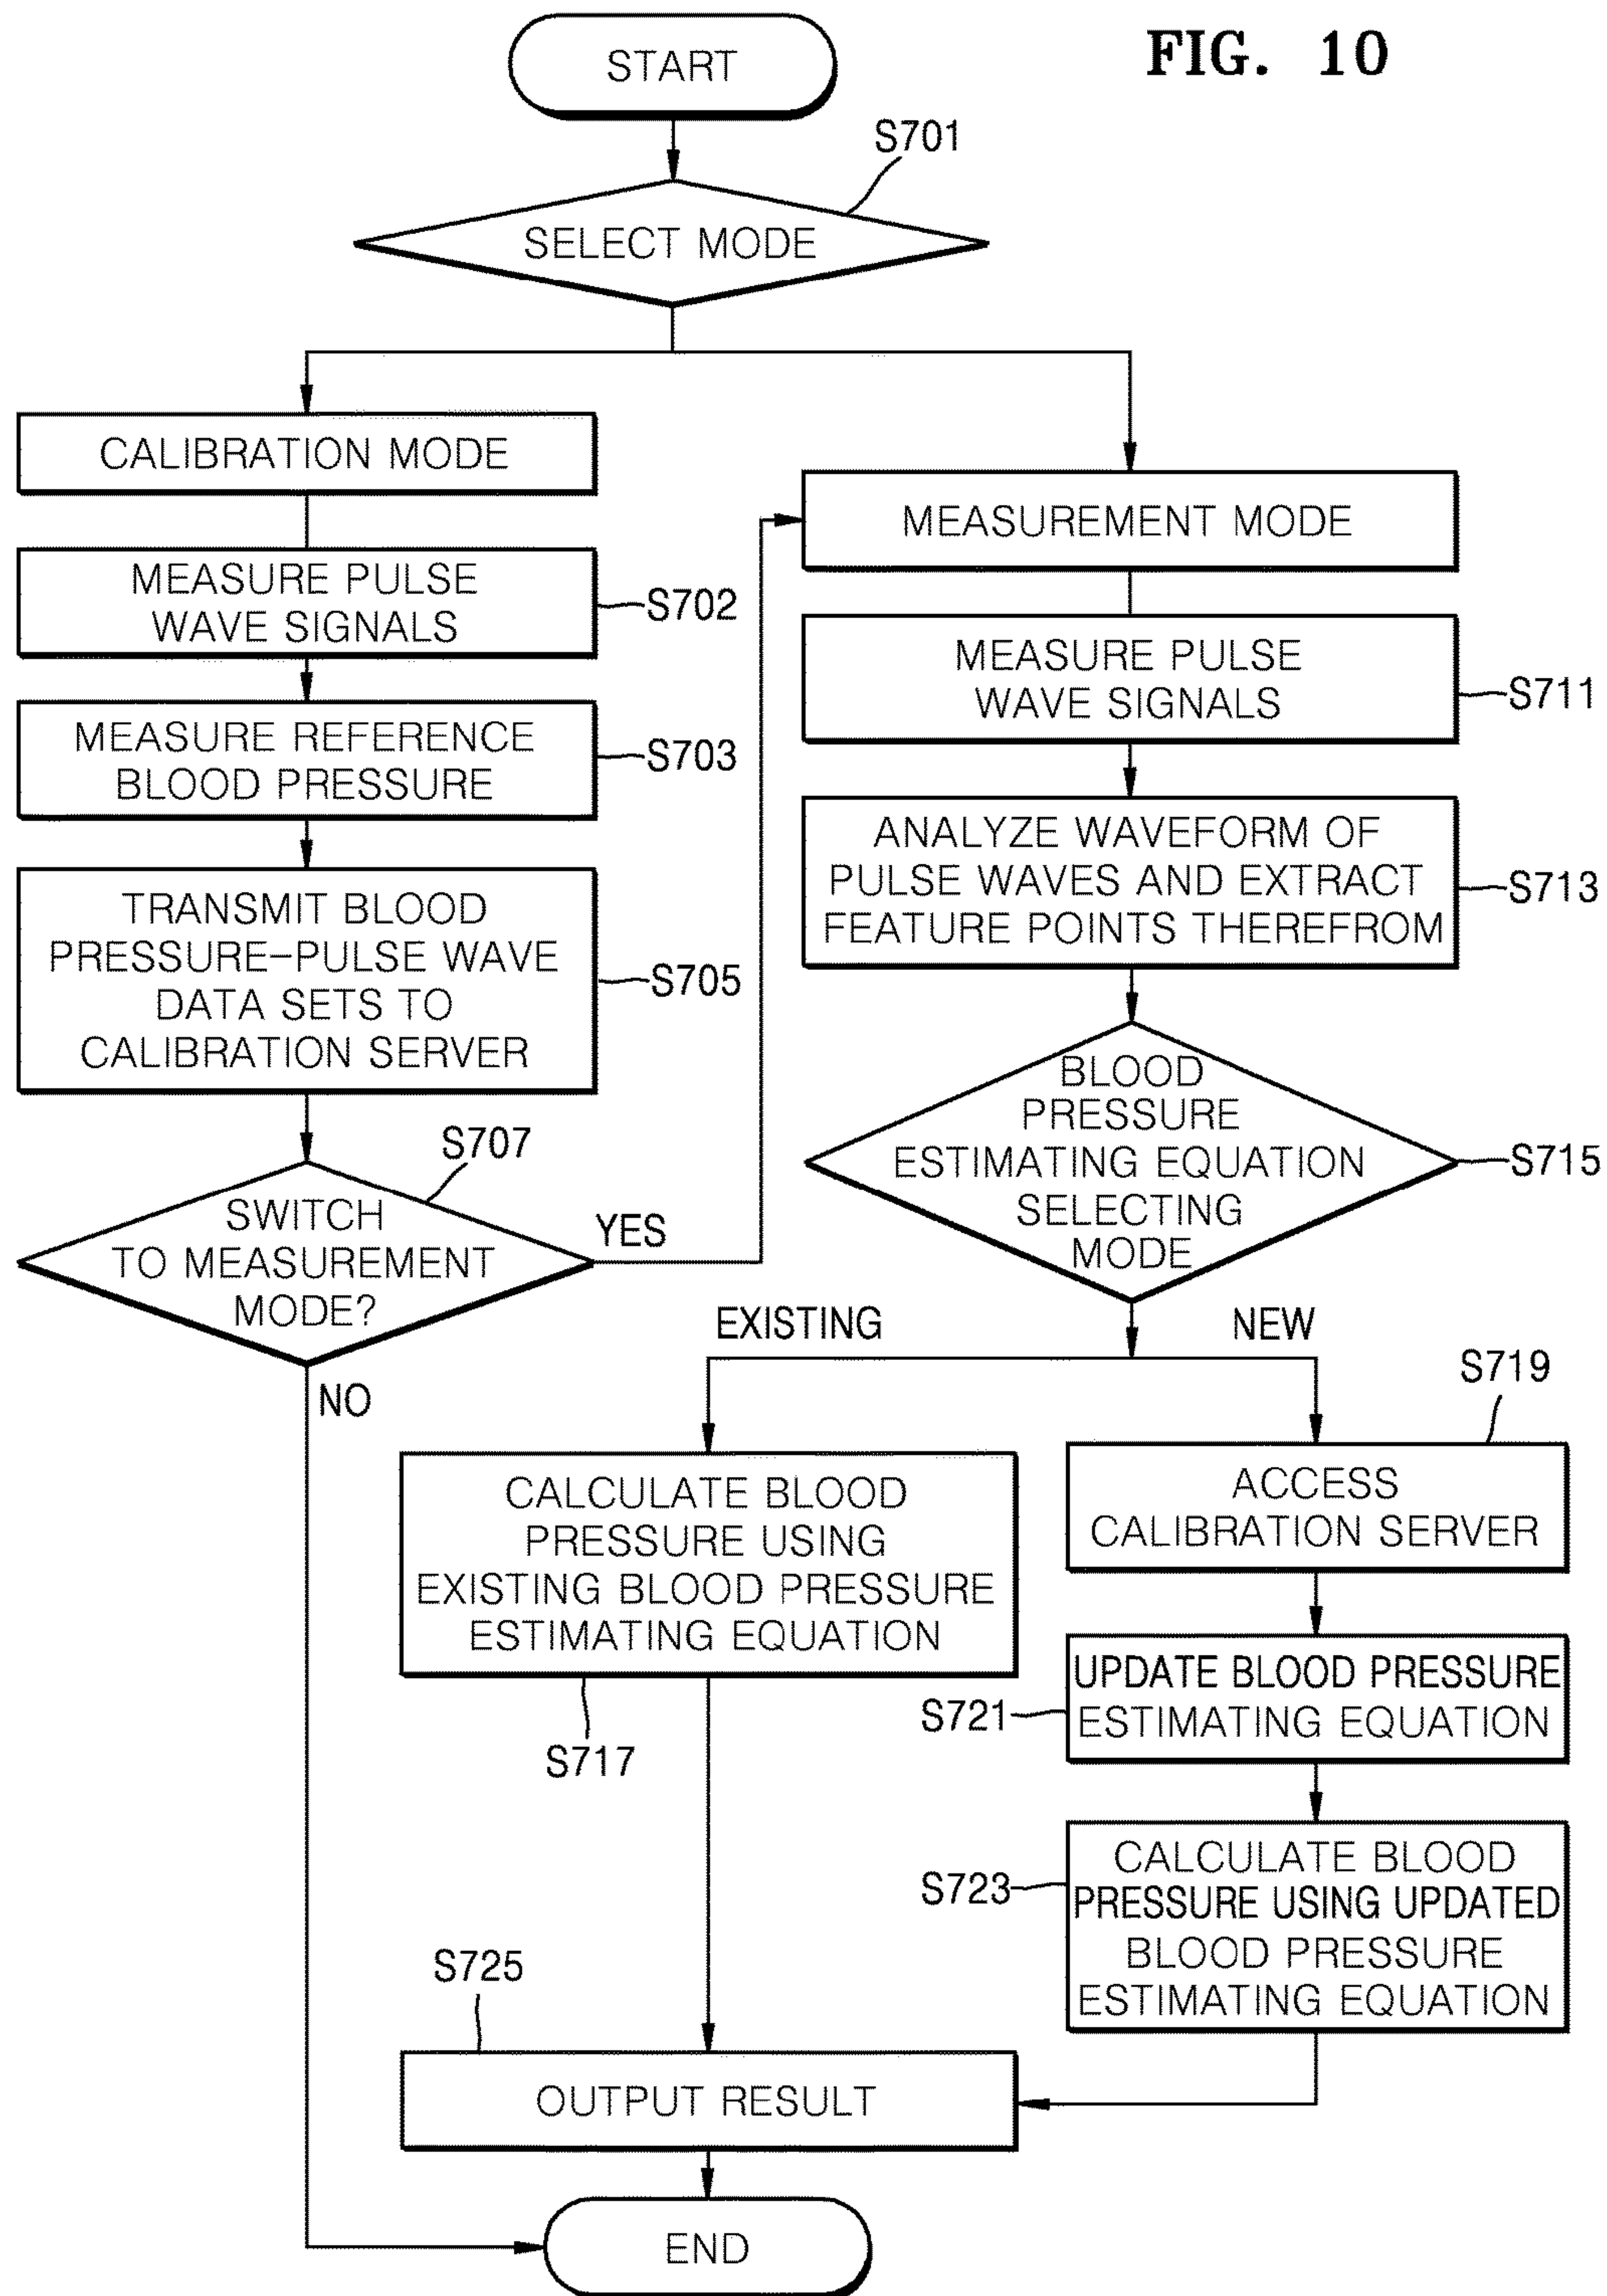 FIG. 10
START
S701
SELECT MODE
CALIBRATION MODE
MEASURE PULSE
WAVE SIGNALS
S702
MEASURE REFERENCE
BLOOD PRESSURE
S703
TRANSMIT BLOOD
PRESSURE-PULSE WAVE
DATA SETS TO
CALIBRATION SERVER
S705
S707
SWITCH
TO MEASUREMENT
MODE?
YES
NO
MEASUREMENT MODE
MEASURE PULSE
WAVE SIGNALS
S711
ANALYZE WAVEFORM OF
PULSE WAVES AND EXTRACT
FEATURE POINTS THEREFROM
S713
BLOOD
PRESSURE
ESTIMATING EQUATION
SELECTING
MODE
S715
EXISTING
NEW
CALCULATE BLOOD
PRESSURE USING
EXISTING BLOOD PRESSURE
ESTIMATING EQUATION
S717
S719
ACCESS
CALIBRATION SERVER
UPDATE BLOOD PRESSURE
ESTIMATING EQUATION
S721
CALCULATE BLOOD
PRESSURE USING UPDATED
BLOOD PRESSURE
ESTIMATING EQUATION
S723
S725
OUTPUT RESULT
END